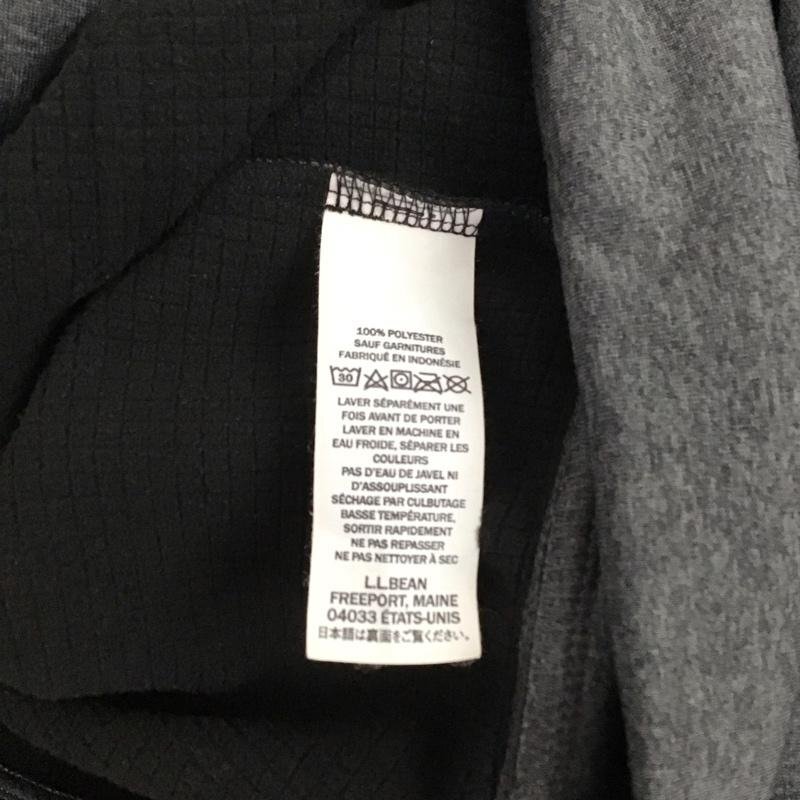 100% POLYESTER
SAUF GARNITURES
FABRIQUÉ EN INDONÉSIE
30
LAVER SÉPARÉMENT UNE
FOIS AVANT DE PORTER
LAVER EN MACHINE EN
EAU FROIDE, SÉPARER LES
COULEURS
PAS D'EAU DE JAVEL NI
D'ASSOUPLISSANT
SÉCHAGE PAR CULBUTAGE
BASSE TEMPÉRATURE,
SORTIR RAPIDEMENT
NE PAS REPASSER
NE PAS NETTOYER À SEC
L.L.BEAN
FREEPORT, MAINE
04033 ÉTATS-UNIS
日本語は裏面をご覧ください。